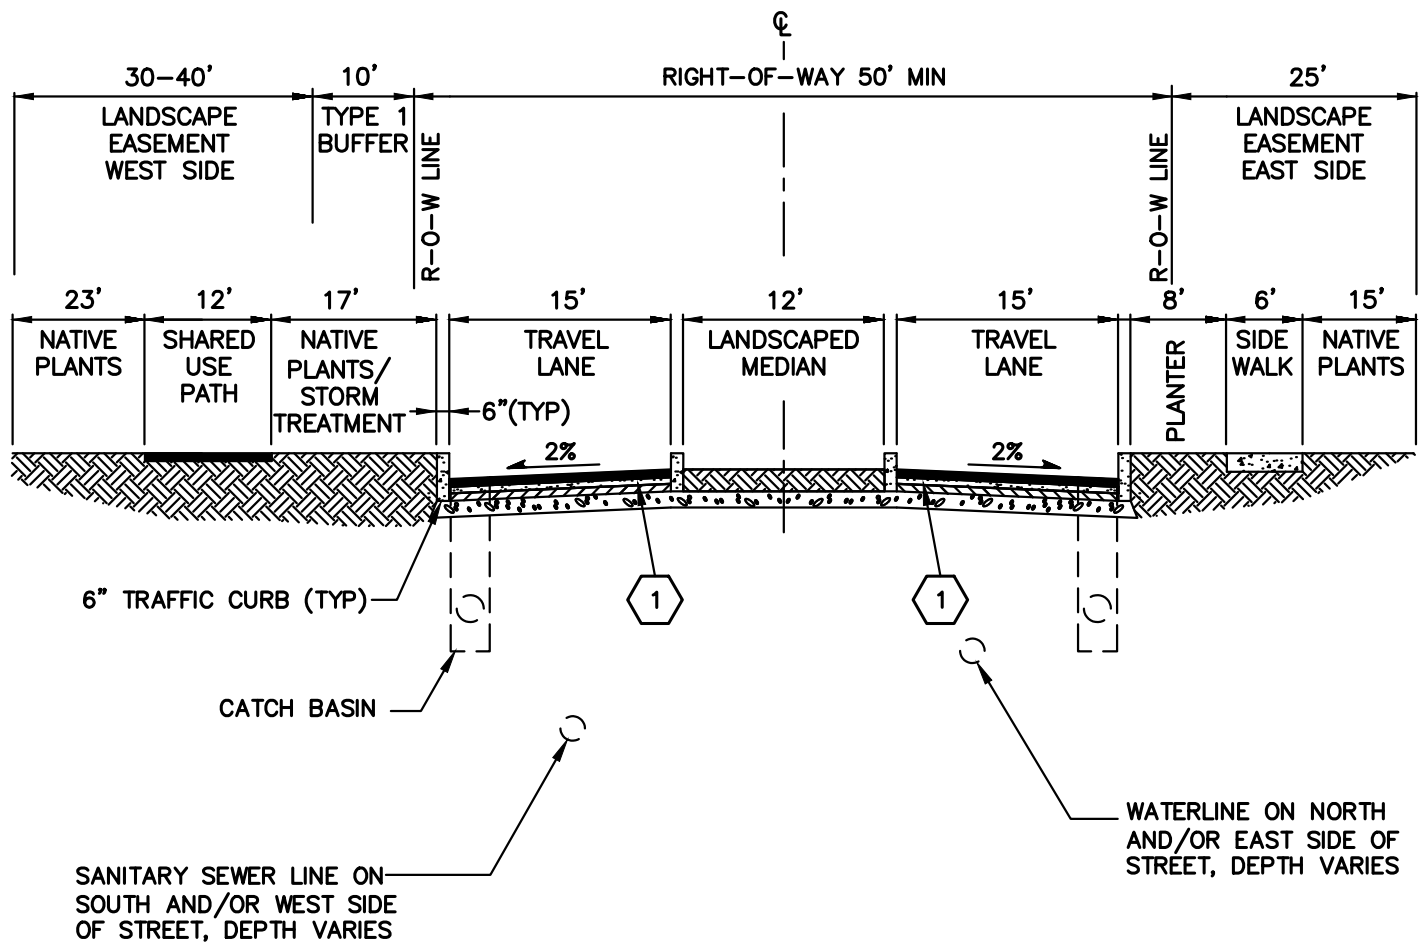 ℄
30-40'
10'
RIGHT-OF-WAY 50' MIN
25'
LANDSCAPE
EASEMENT
WEST SIDE
TYPE 1
BUFFER
R-O-W LINE
R-O-W LINE
LANDSCAPE
EASEMENT
EAST SIDE
23'
12'
17'
15'
12'
15'
8'
6'
15'
NATIVE
PLANTS
SHARED
USE
PATH
NATIVE
PLANTS/
STORM
TREATMENT
TRAVEL
LANE
LANDSCAPED
MEDIAN
TRAVEL
LANE
PLANTER
SIDE
WALK
NATIVE
PLANTS
6"(TYP)
2%
2%
6" TRAFFIC CURB (TYP)
1
1
CATCH BASIN
WATERLINE ON NORTH
AND/OR EAST SIDE OF
STREET, DEPTH VARIES
SANITARY SEWER LINE ON
SOUTH AND/OR WEST SIDE
OF STREET, DEPTH VARIES